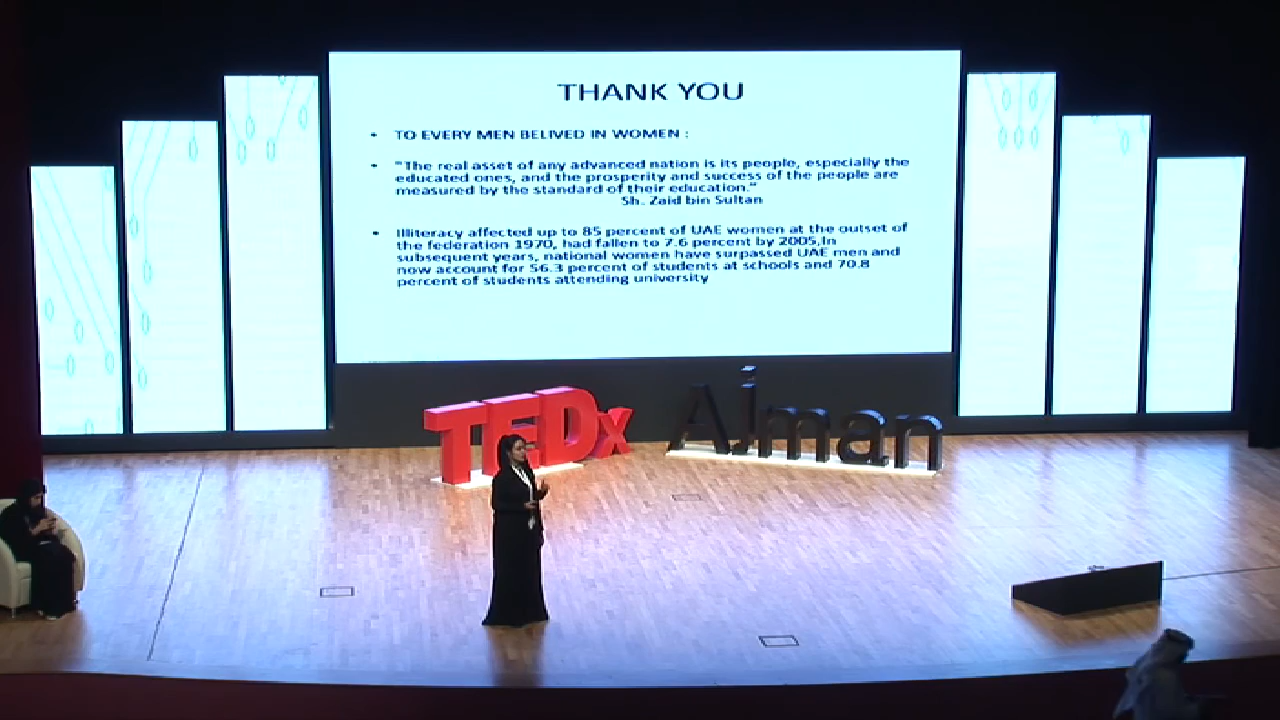 THANK YOU
• TO EVERY MEN BELIVED IN WOMEN :
• "The real asset of any advanced nation is its people, especially the
educated ones, and the prosperity and success of the people are
measured by the standard of their education."
Sh. Zaid bin Sultan
• Illiteracy affected up to 85 percent of UAE women at the outset of
the federation 1970, had fallen to 7.6 percent by 2005,In
subsequent years, national women have surpassed UAE men and
now account for 56.3 percent of students at schools and 70.8
percent of students attending university
TEDx Ajman